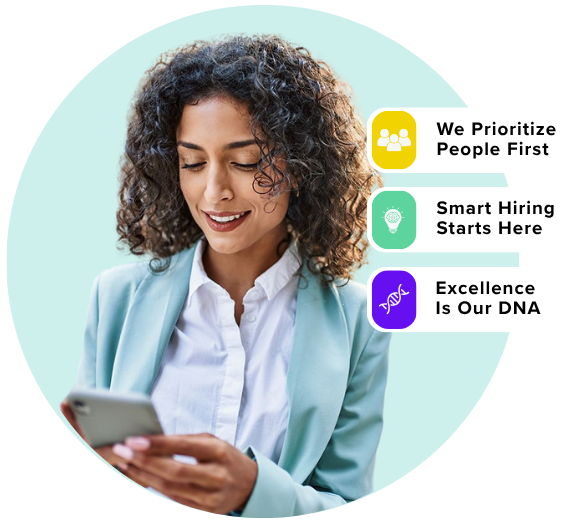 We Prioritize
People First
Smart Hiring
Starts Here
Excellence
Is Our DNA